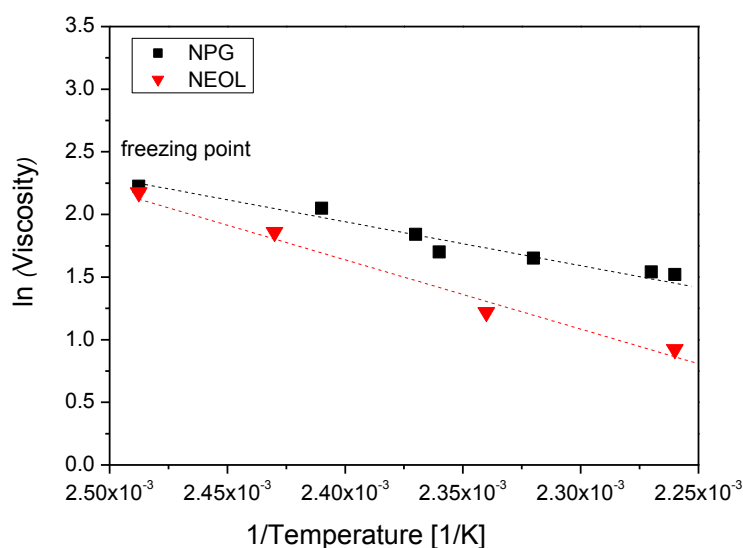 3.5
NPG
NEOL
3.0
freezing point
2.5
2.0
1.5
1.0
0.5
0.0
ln (Viscosity)
2.50x10⁻³ 2.45x10⁻³ 2.40x10⁻³ 2.35x10⁻³ 2.30x10⁻³ 2.25x10⁻³
1/Temperature [1/K]